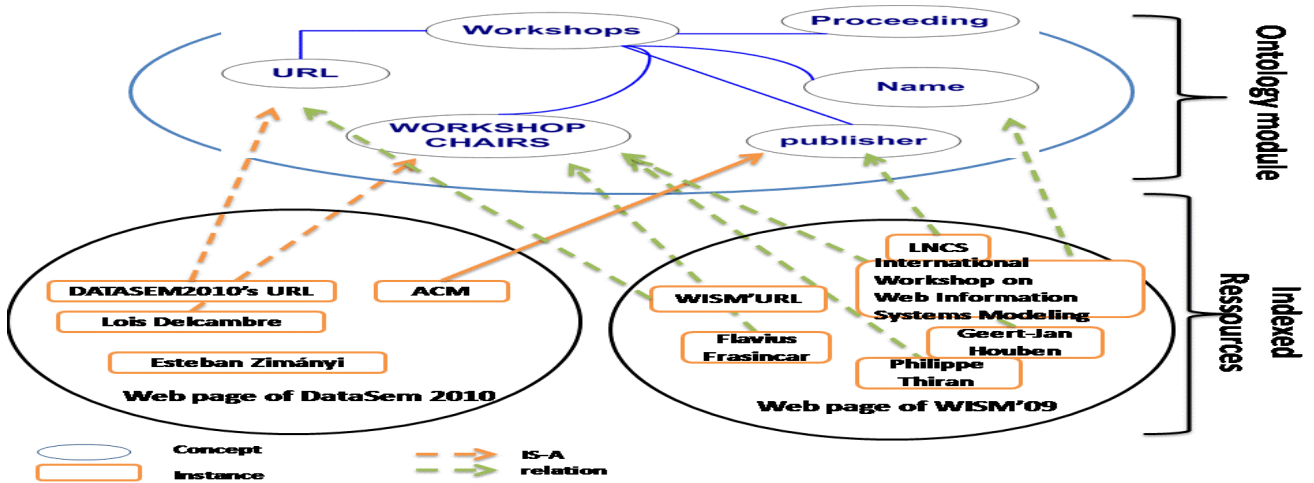 Workshops
Proceeding
URL
Name
WORKSHOP
CHAIRS
publisher
Ontology module
LNCS
International
Workshop on
Web Information
Systems Modeling
DATASEM2010's URL
ACM
WISM'URL
Lois Delcambre
Flavius
Frasincar
Geert-Jan
Houben
Esteban Zimányi
Philippe
Thiran
Web page of DataSem 2010
Web page of WISM'09
Indexed
Ressources
Concept
IS-A
Instance
relation